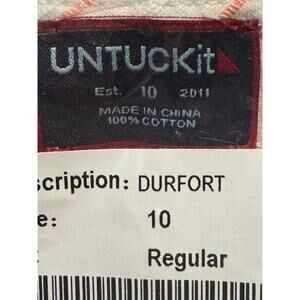 UNTUCKit
Est. 10 2011
MADE IN CHINA
100% COTTON
scription: DURFORT
e: 10
: Regular